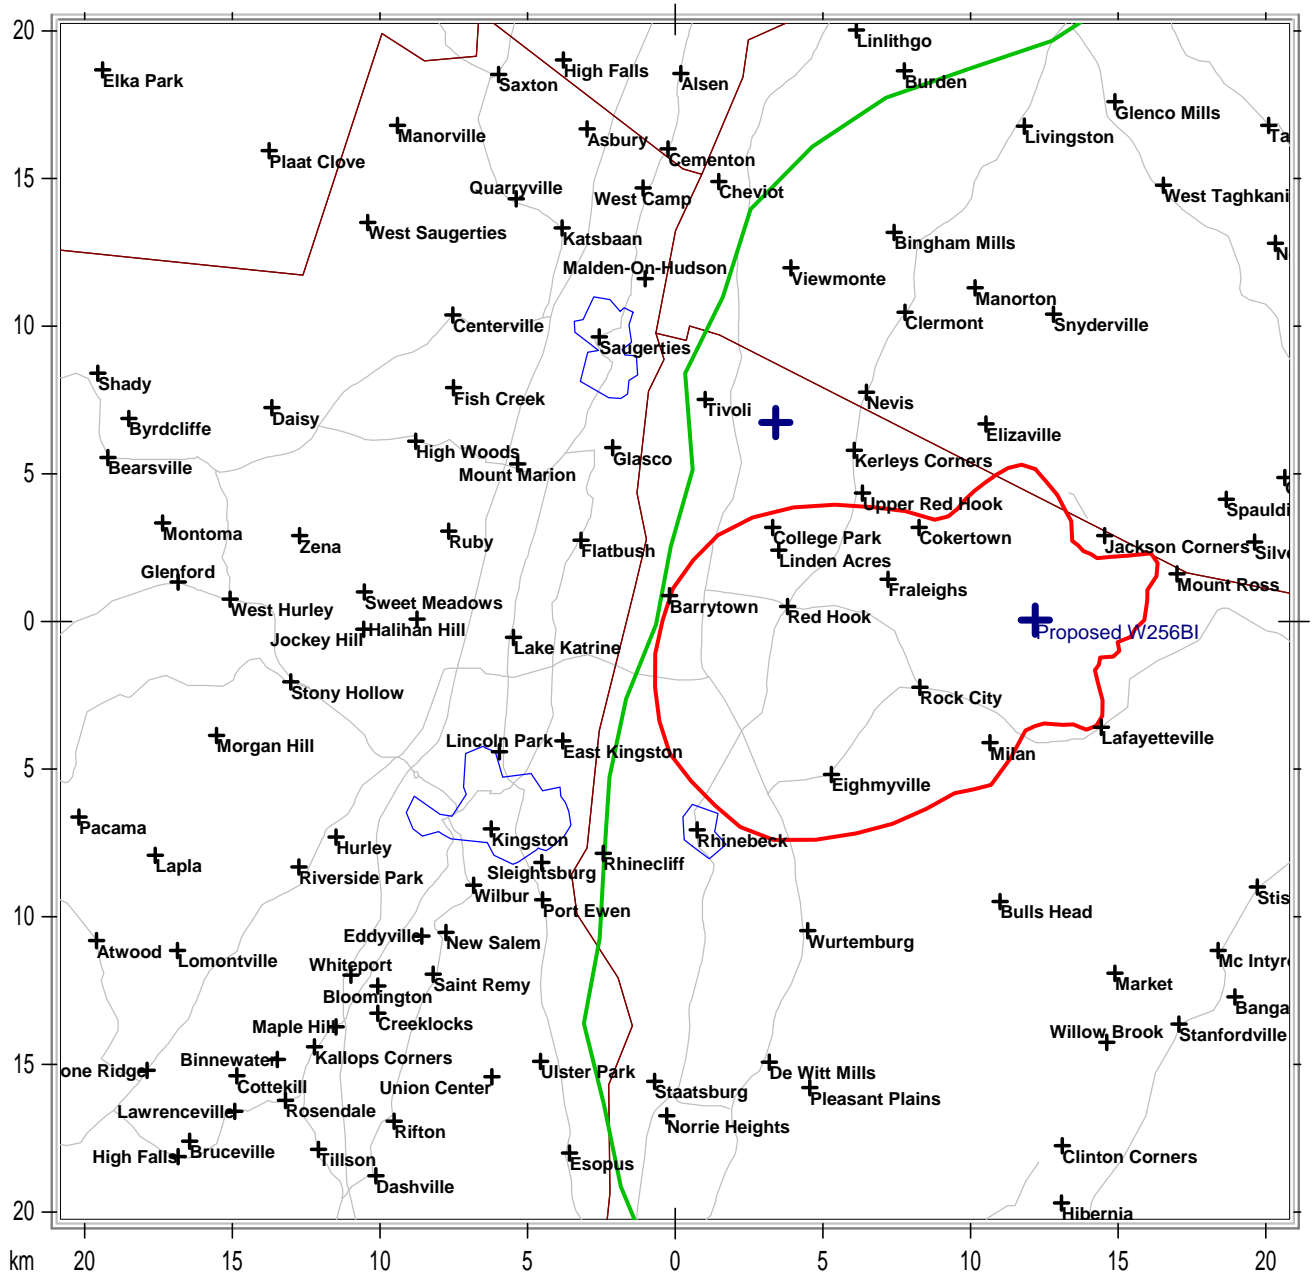 20
Linlithgo
Elka Park
Saxton
High Falls
Alsen
Burden
Glenco Mills
Manorville
Asbury
Livingston
Ta
Plaat Clove
Cementon
Quarryville
West Camp
Cheviot
15
West Taghkani
West Saugerties
Katsbaan
Bingham Mills
N
Malden-On-Hudson
Viewmonte
Manorton
Centerville
Clermont
Snyderville
10
Saugerties
Shady
Fish Creek
Nevis
Byrdcliffe
Daisy
Tivoli
Elizaville
High Woods
Glasco
Kerleys Corners
Bearsville
Mount Marion
5
Upper Red Hook
Spauldi
Montoma
Zena
Ruby
Flatbush
College Park
Cokertown
Jackson Corners
Silve
Linden Acres
Glenford
Fraleighs
Mount Ross
West Hurley
Sweet Meadows
Barrytown
Red Hook
0
Jockey Hill
Halihan Hill
Lake Katrine
Proposed W256BI
Stony Hollow
Rock City
Morgan Hill
Lincoln Park
East Kingston
Milan
Lafayetteville
5
Eighmyville
Pacama
Hurley
Kingston
Rhinebeck
Lapla
Riverside Park
Sleightsburg
Rhinecliff
Wilbur
Stis
Port Ewen
Bulls Head
10
Atwood
Lomontville
Eddyville
New Salem
Wurtemburg
Mc Intyr
Whiteport
Saint Remy
Market
Bloomington
Banga
Maple Hill
Creeklocks
Willow Brook
Stanfordville
15
one Ridge
Binnewater
Kallops Corners
Ulster Park
De Witt Mills
Cottekill
Union Center
Staatsburg
Pleasant Plains
Lawrenceville
Rosendale
Rifton
Norrie Heights
High Falls
Bruceville
Tillson
Esopus
Clinton Corners
Dashville
20
Hibernia
km
20
15
10
5
0
5
10
15
20